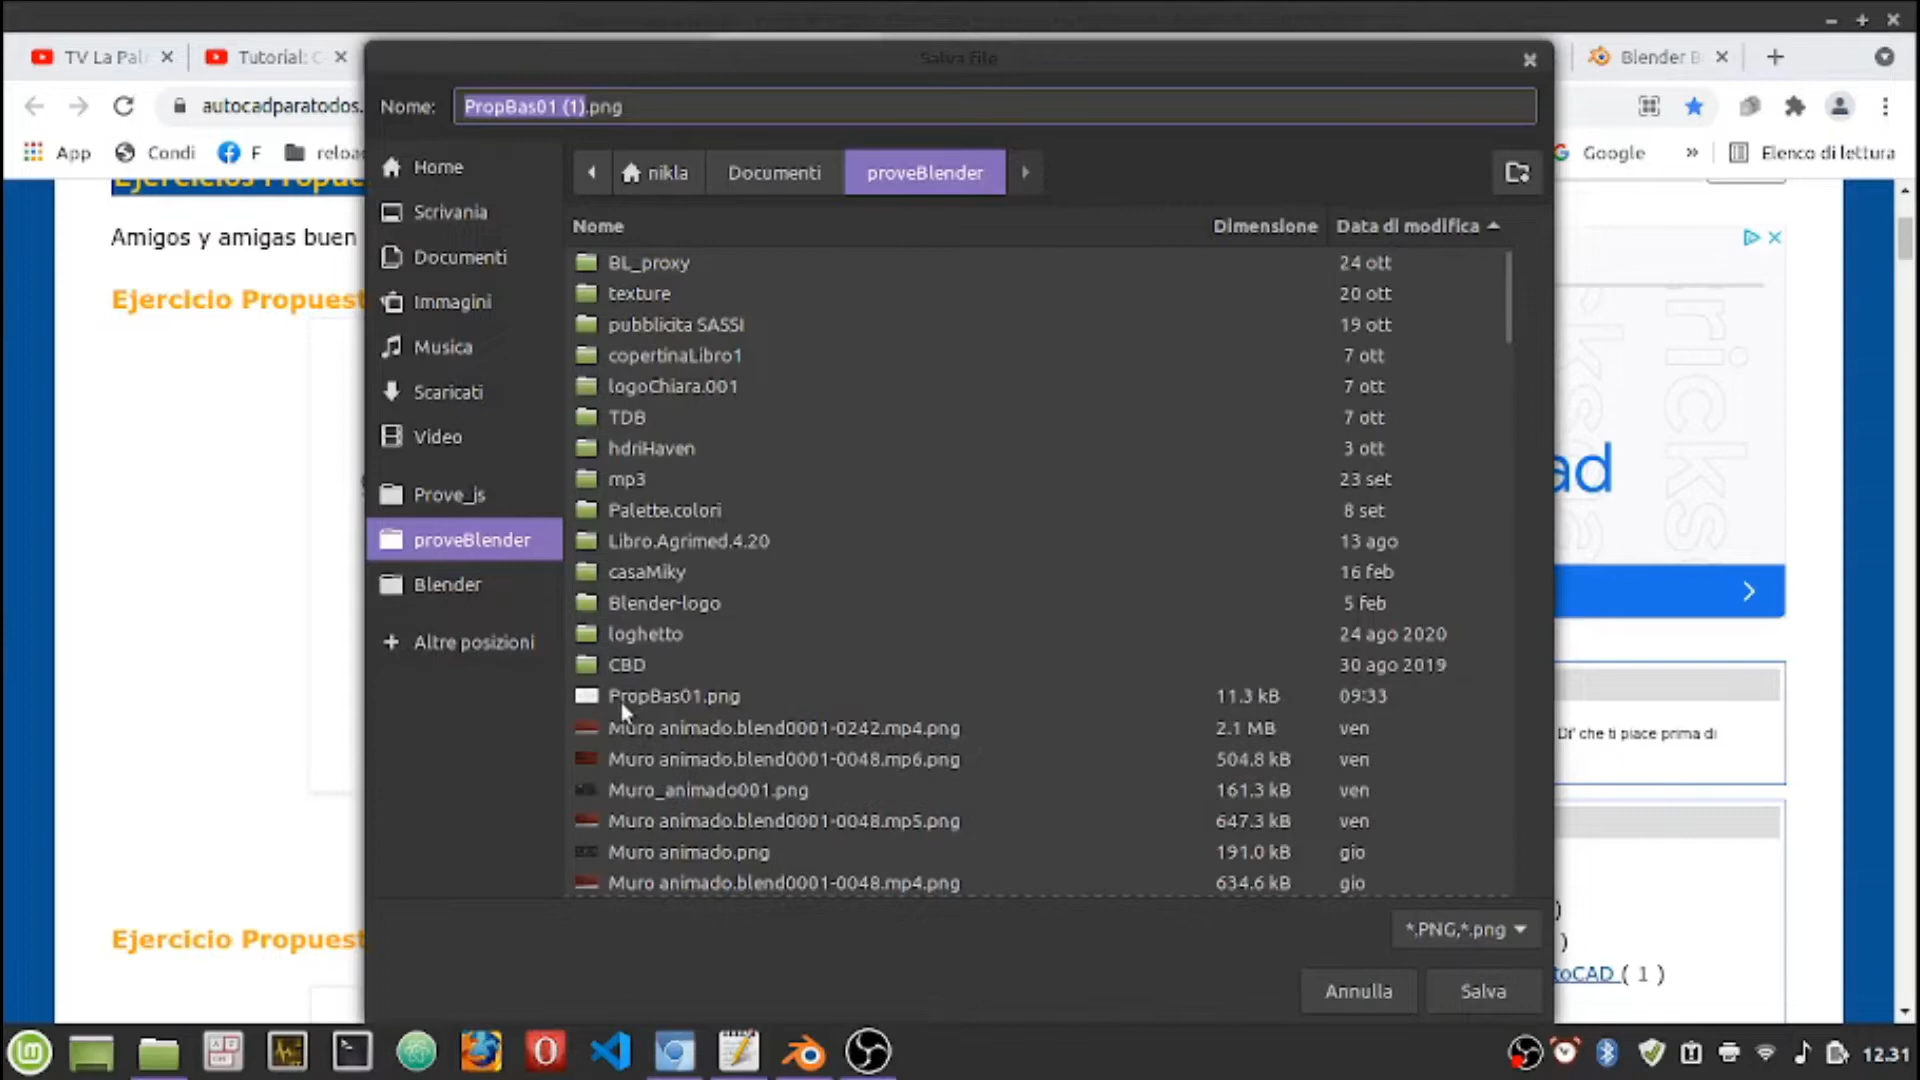 Salva File
TV La Pal
Tutorial: C
Blender B
autocadparatodos.
Nome:
PropBas01 (1).png
App
Condi
F
reload
Google
»
Elenco di lettura
Ejercicios Propue
Amigos y amigas buen
Ejercicio Propuest
Ejercicio Propuest
Home
Scrivania
Documenti
Immagini
Musica
Scaricati
Video
Prove_js
proveBlender
Blender
+ Altre posizioni
nikla
Documenti
proveBlender
Nome Dimensione Data di modifica
BL_proxy 24 ott
texture 20 ott
pubblicita SASSI 19 ott
copertinaLibro1 7 ott
logoChiara.001 7 ott
TDB 7 ott
hdriHaven 3 ott
mp3 23 set
Palette.colori 8 set
Libro.Agrimed.4.20 13 ago
casaMiky 16 feb
Blender-logo 5 feb
loghetto 24 ago 2020
CBD 30 ago 2019
PropBas01.png 11.3 kB 09:33
Muro animado.blend0001-0242.mp4.png 2.1 MB ven
Muro animado.blend0001-0048.mp6.png 504.8 kB ven
Muro_animado001.png 161.3 kB ven
Muro animado.blend0001-0048.mp5.png 647.3 kB ven
Muro animado.png 191.0 kB gio
Muro animado.blend0001-0048.mp4.png 634.6 kB gio
*.PNG,*.png
Annulla
Salva
ricks
ad
Di' che ti piace prima di
)
)
toCAD ( 1 )
12.31